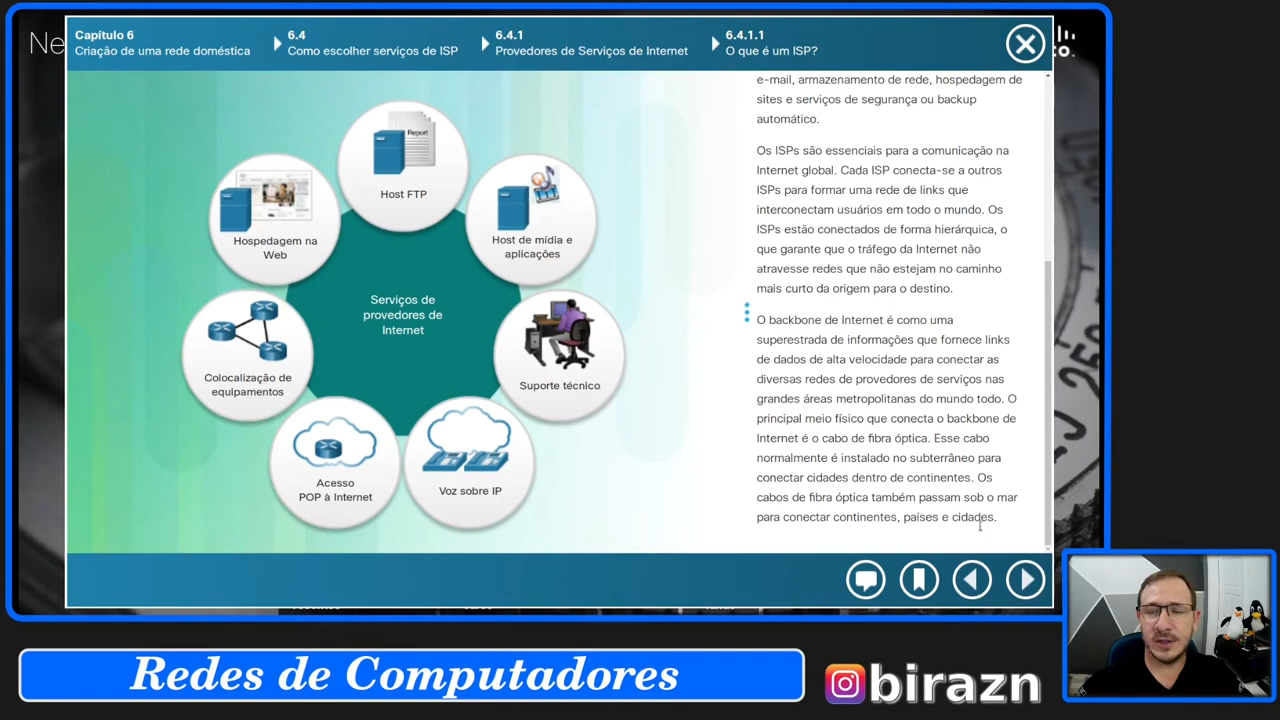 Ne
Capítulo 6
Criação de uma rede doméstica
6.4
Como escolher serviços de ISP
6.4.1
Provedores de Serviços de Internet
6.4.1.1
O que é um ISP?
Report
Host FTP
Hospedagem na
Web
Host de mídia e
aplicações
Serviços de
provedores de
Internet
Colocalização de
equipamentos
Suporte técnico
Acesso
POP à Internet
Voz sobre IP
e-mail, armazenamento de rede, hospedagem de
sites e serviços de segurança ou backup
automático.
Os ISPs são essenciais para a comunicação na
Internet global. Cada ISP conecta-se a outros
ISPs para formar uma rede de links que
interconectam usuários em todo o mundo. Os
ISPs estão conectados de forma hierárquica, o
que garante que o tráfego da Internet não
atravesse redes que não estejam no caminho
mais curto da origem para o destino.
O backbone de Internet é como uma
superestrada de informações que fornece links
de dados de alta velocidade para conectar as
diversas redes de provedores de serviços nas
grandes áreas metropolitanas do mundo todo. O
principal meio físico que conecta o backbone de
Internet é o cabo de fibra óptica. Esse cabo
normalmente é instalado no subterrâneo para
conectar cidades dentro de continentes. Os
cabos de fibra óptica também passam sob o mar
para conectar continentes, países e cidades.
Redes de Computadores
birazn